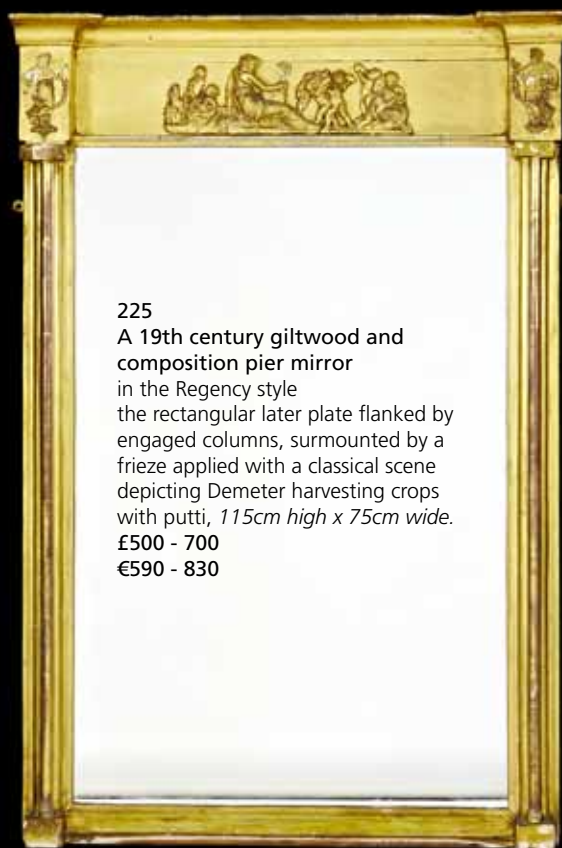 225
A 19th century giltwood and
composition pier mirror
in the Regency style
the rectangular later plate flanked by
engaged columns, surmounted by a
frieze applied with a classical scene
depicting Demeter harvesting crops
with putti, 115cm high x 75cm wide.
£500 - 700
€590 - 830